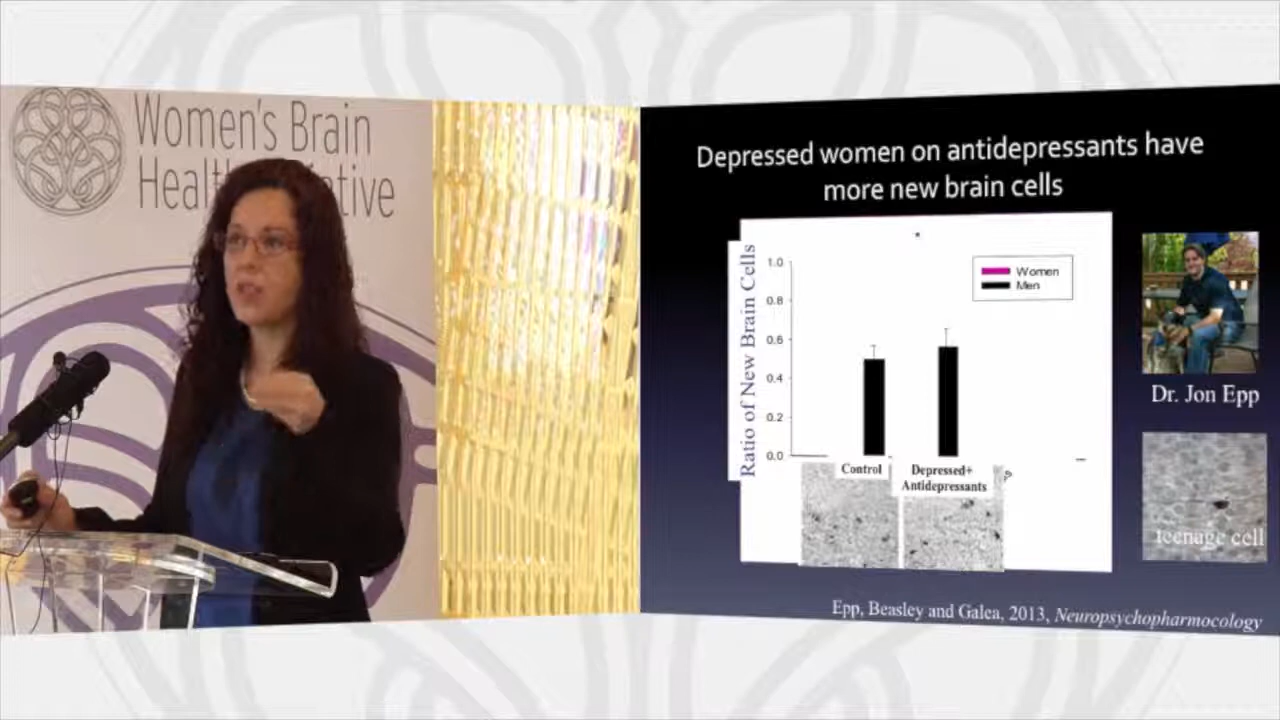 Women's Brain
Heal ative
Depressed women on antidepressants have
more new brain cells
Ratio of New Brain Cells
1.0
0.8
0.6
0.4
0.2
0.0
Women
Men
Control
Depressed+
Antidepressants
Dr. Jon Epp
teenage cell
Epp, Beasley and Galea, 2013, Neuropsychopharmocology